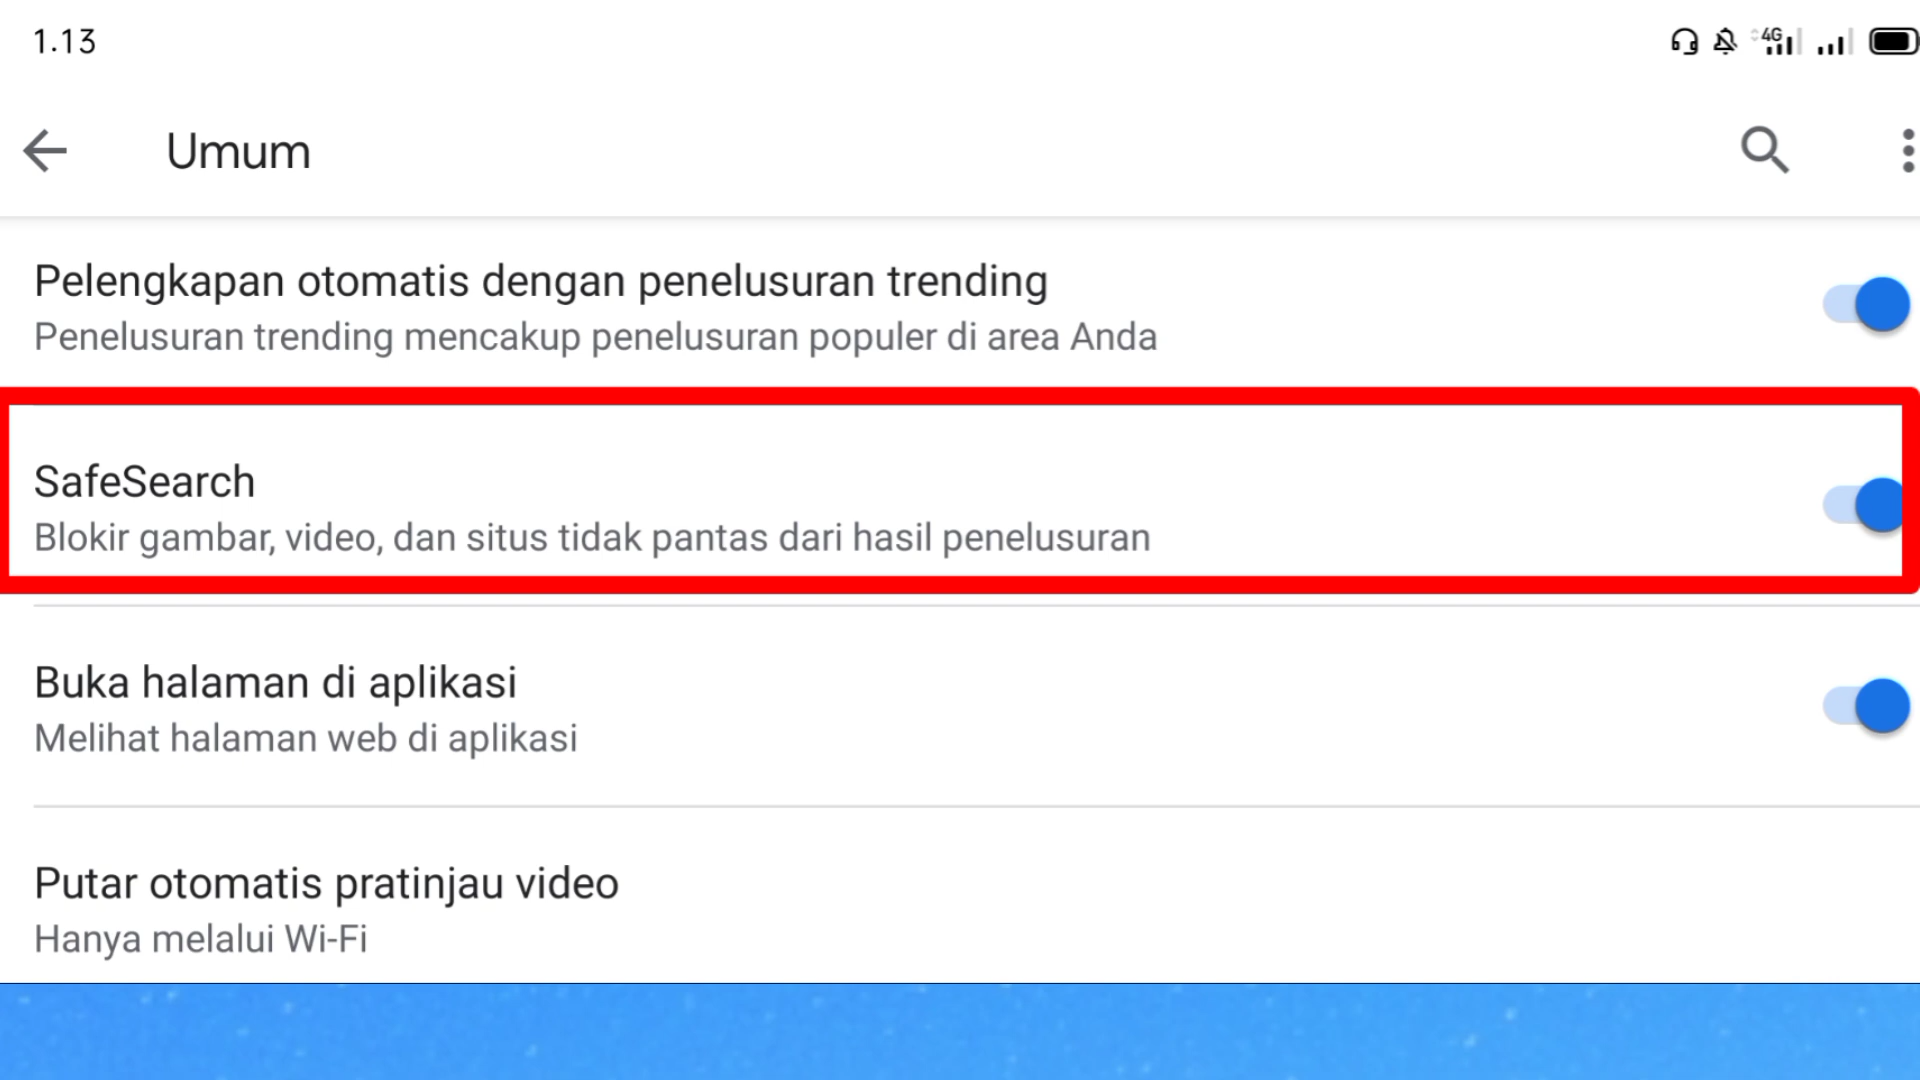 1.13
4G
Umum
Pelengkapan otomatis dengan penelusuran trending
Penelusuran trending mencakup penelusuran populer di area Anda
SafeSearch
Blokir gambar, video, dan situs tidak pantas dari hasil penelusuran
Buka halaman di aplikasi
Melihat halaman web di aplikasi
Putar otomatis pratinjau video
Hanya melalui Wi-Fi